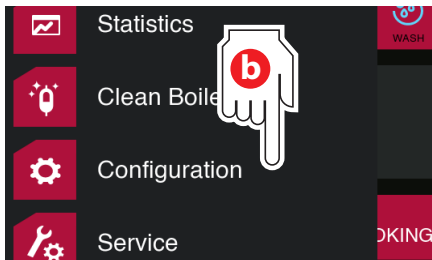 Statistics
WASH
b
Clean Boile
Configuration
OKING
Service